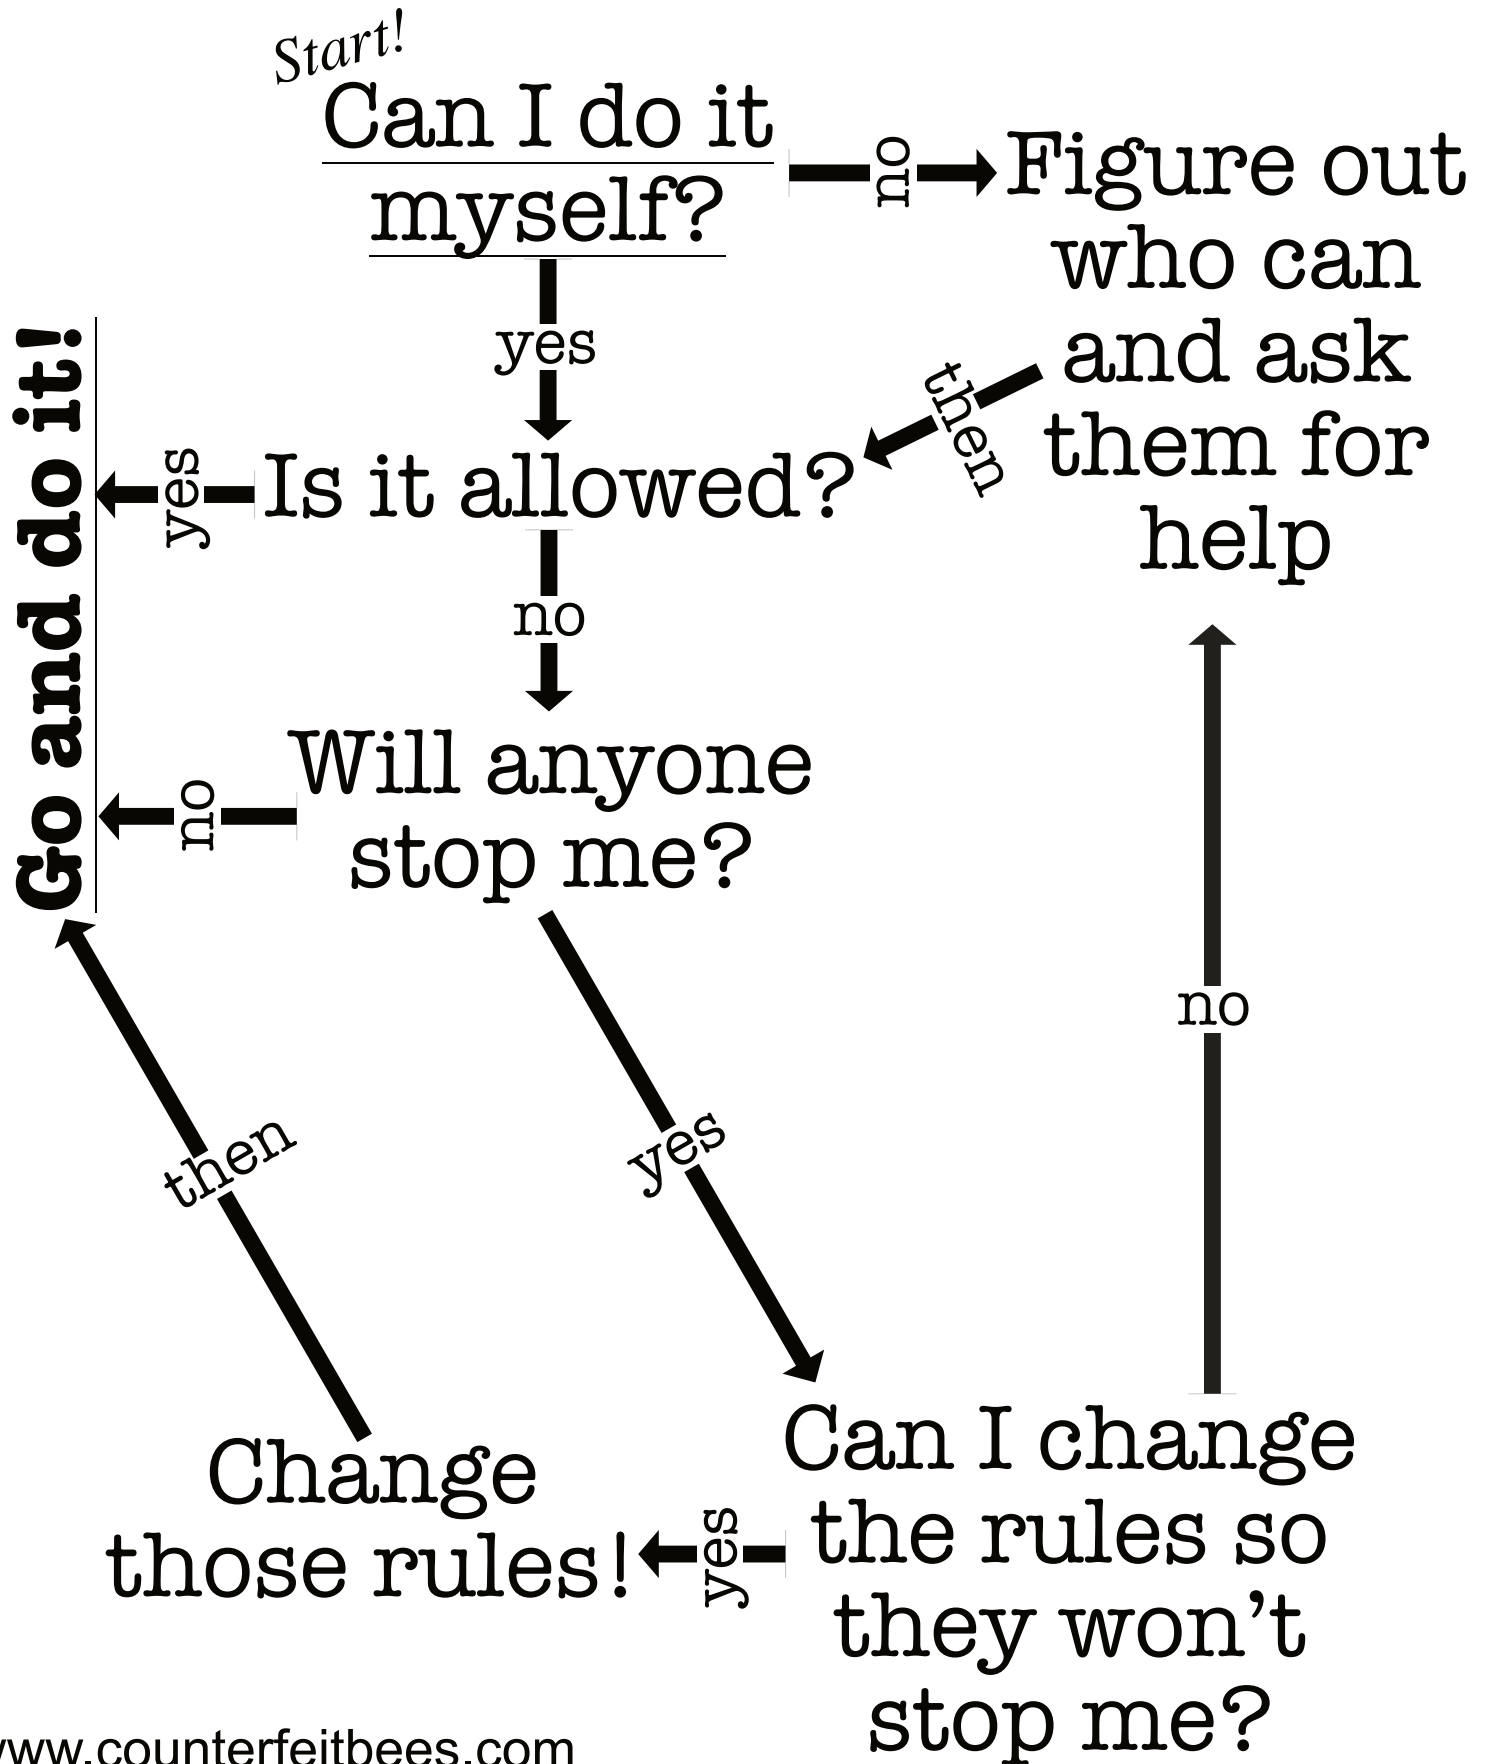 Start!
Can I do it
myself?
no
Figure out
who can
and ask
them for
help
yes
then
Go and do it!
yes
Is it allowed?
no
Will anyone
stop me?
no
no
then
yes
Change
those rules!
yes
Can I change
the rules so
they won’t
stop me?
www.counterfeitbees.com